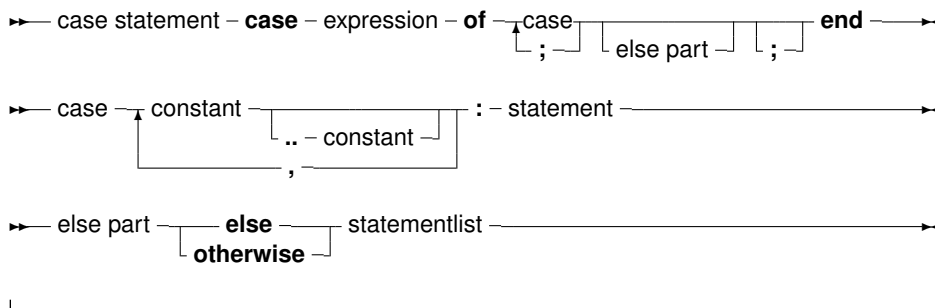 case statement case expression of case end
; else part ;
case constant : statement
.. constant
,
else part else statementlist
otherwise